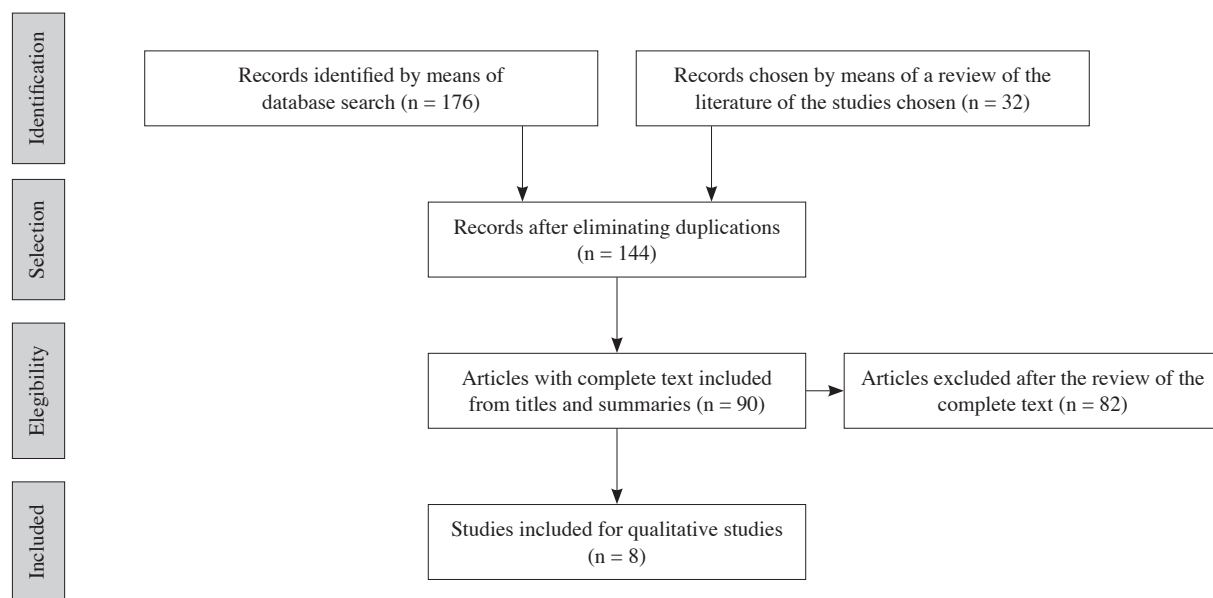 Identification
Records identified by means of
database search (n = 176)
Records chosen by means of a review of the
literature of the studies chosen (n = 32)
Selection
Records after eliminating duplications
(n = 144)
Elegibility
Articles with complete text included
from titles and summaries (n = 90)
Articles excluded after the review of the
complete text (n = 82)
Included
Studies included for qualitative studies
(n = 8)